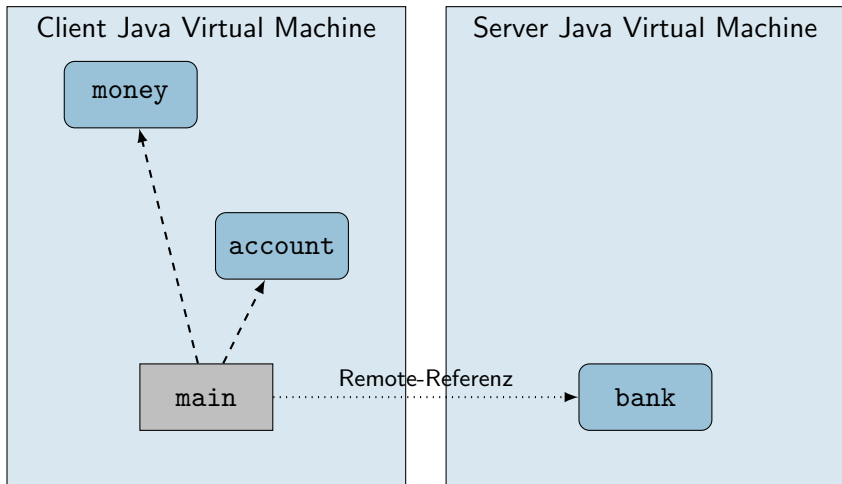 Client Java Virtual Machine
Server Java Virtual Machine
money
account
main
Remote-Referenz
bank